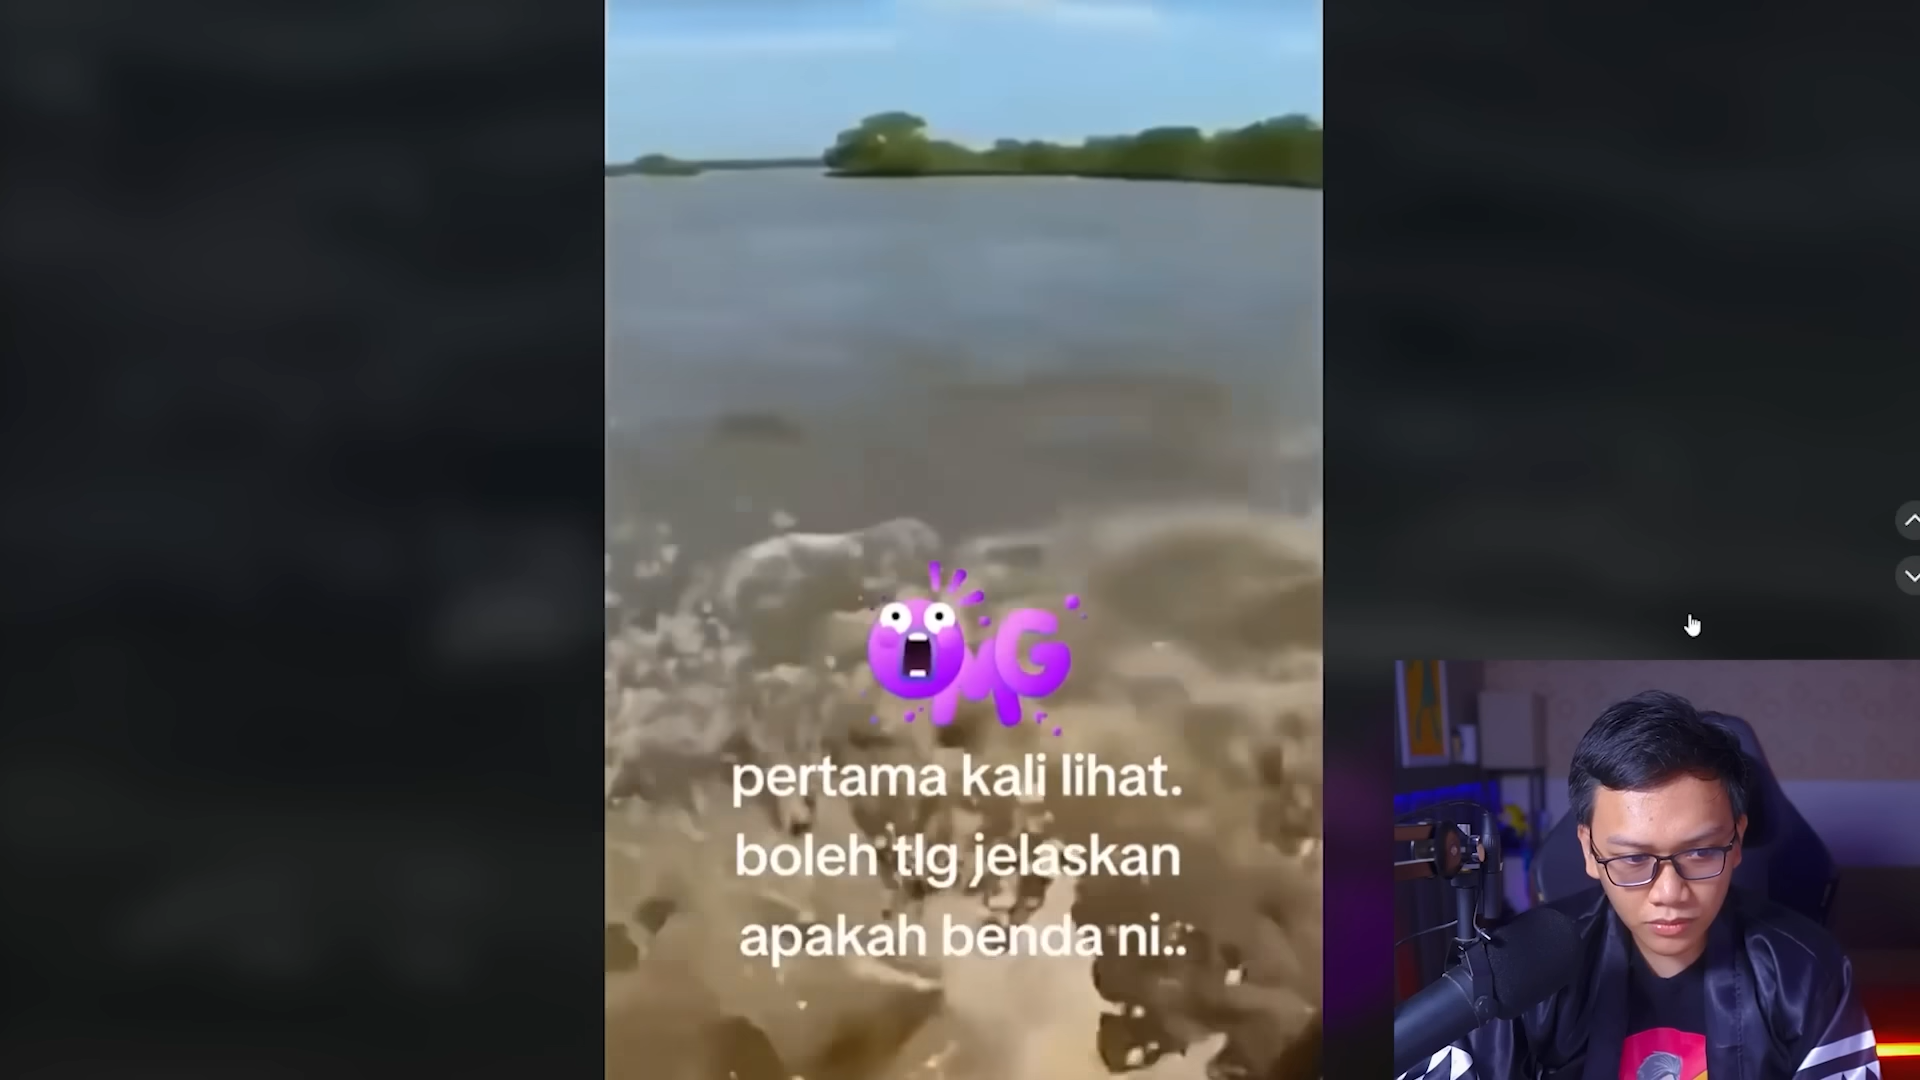 OMG
pertama kali lihat.
boleh tlg jelaskan
apakah benda ni..